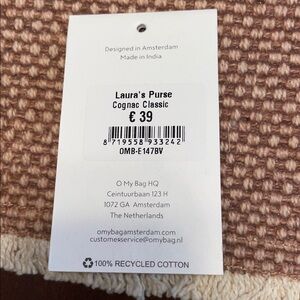 Designed in Amsterdam
Made in India
Laura's Purse
Cognac Classic
€ 39
8 719558 933242
OMB-E147BV
O My Bag HQ
Ceintuurbaan 123 H
1072 GA Amsterdam
The Netherlands
omybagamsterdam.com
customerservice@omybag.nl
100% RECYCLED COTTON